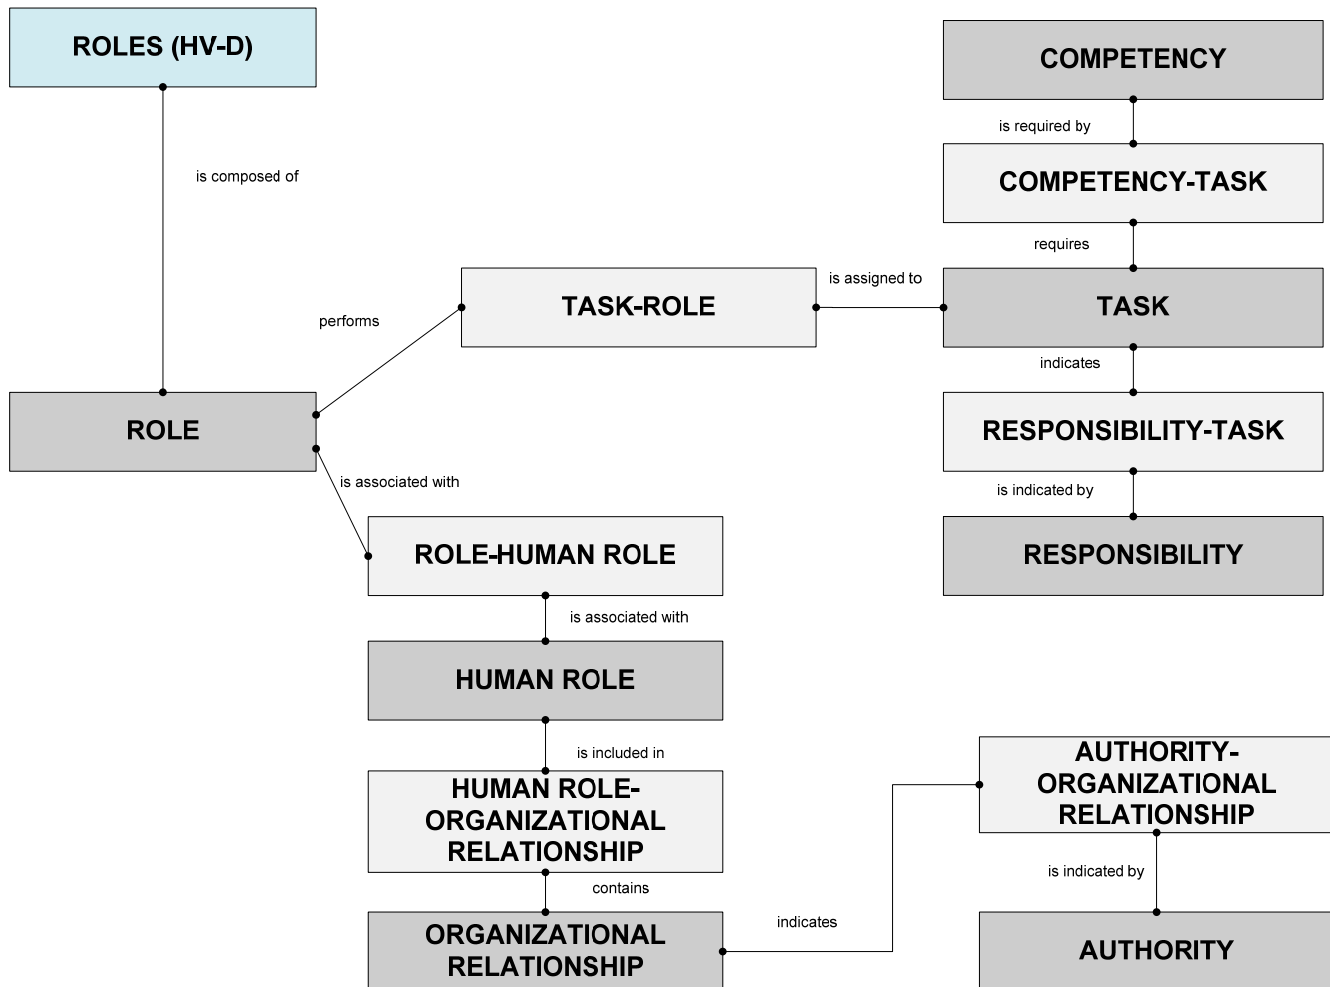 ROLES (HV-D)
COMPETENCY
is required by
COMPETENCY-TASK
is composed of
requires
TASK-ROLE
is assigned to
TASK
performs
indicates
ROLE
RESPONSIBILITY-TASK
is associated with
is indicated by
ROLE-HUMAN ROLE
RESPONSIBILITY
is associated with
HUMAN ROLE
is included in
HUMAN ROLE-
ORGANIZATIONAL
RELATIONSHIP
AUTHORITY-
ORGANIZATIONAL
RELATIONSHIP
contains
is indicated by
ORGANIZATIONAL
RELATIONSHIP
indicates
AUTHORITY